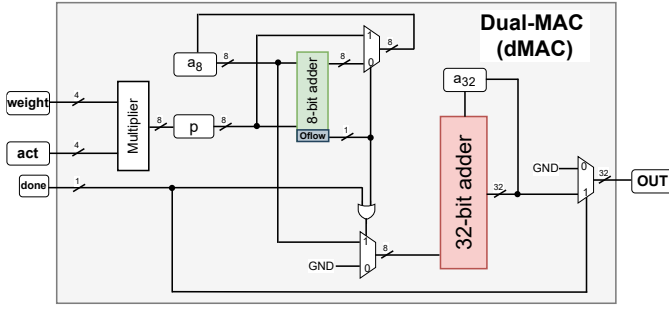 Dual-MAC
(dMAC)
a8
8
8
8
1
0
8
a32
weight
4
Multiplier
8
p
8
8-bit adder
Oflow
1
act
4
32-bit adder
32
GND
0
1
32
OUT
done
1
1
0
8
GND